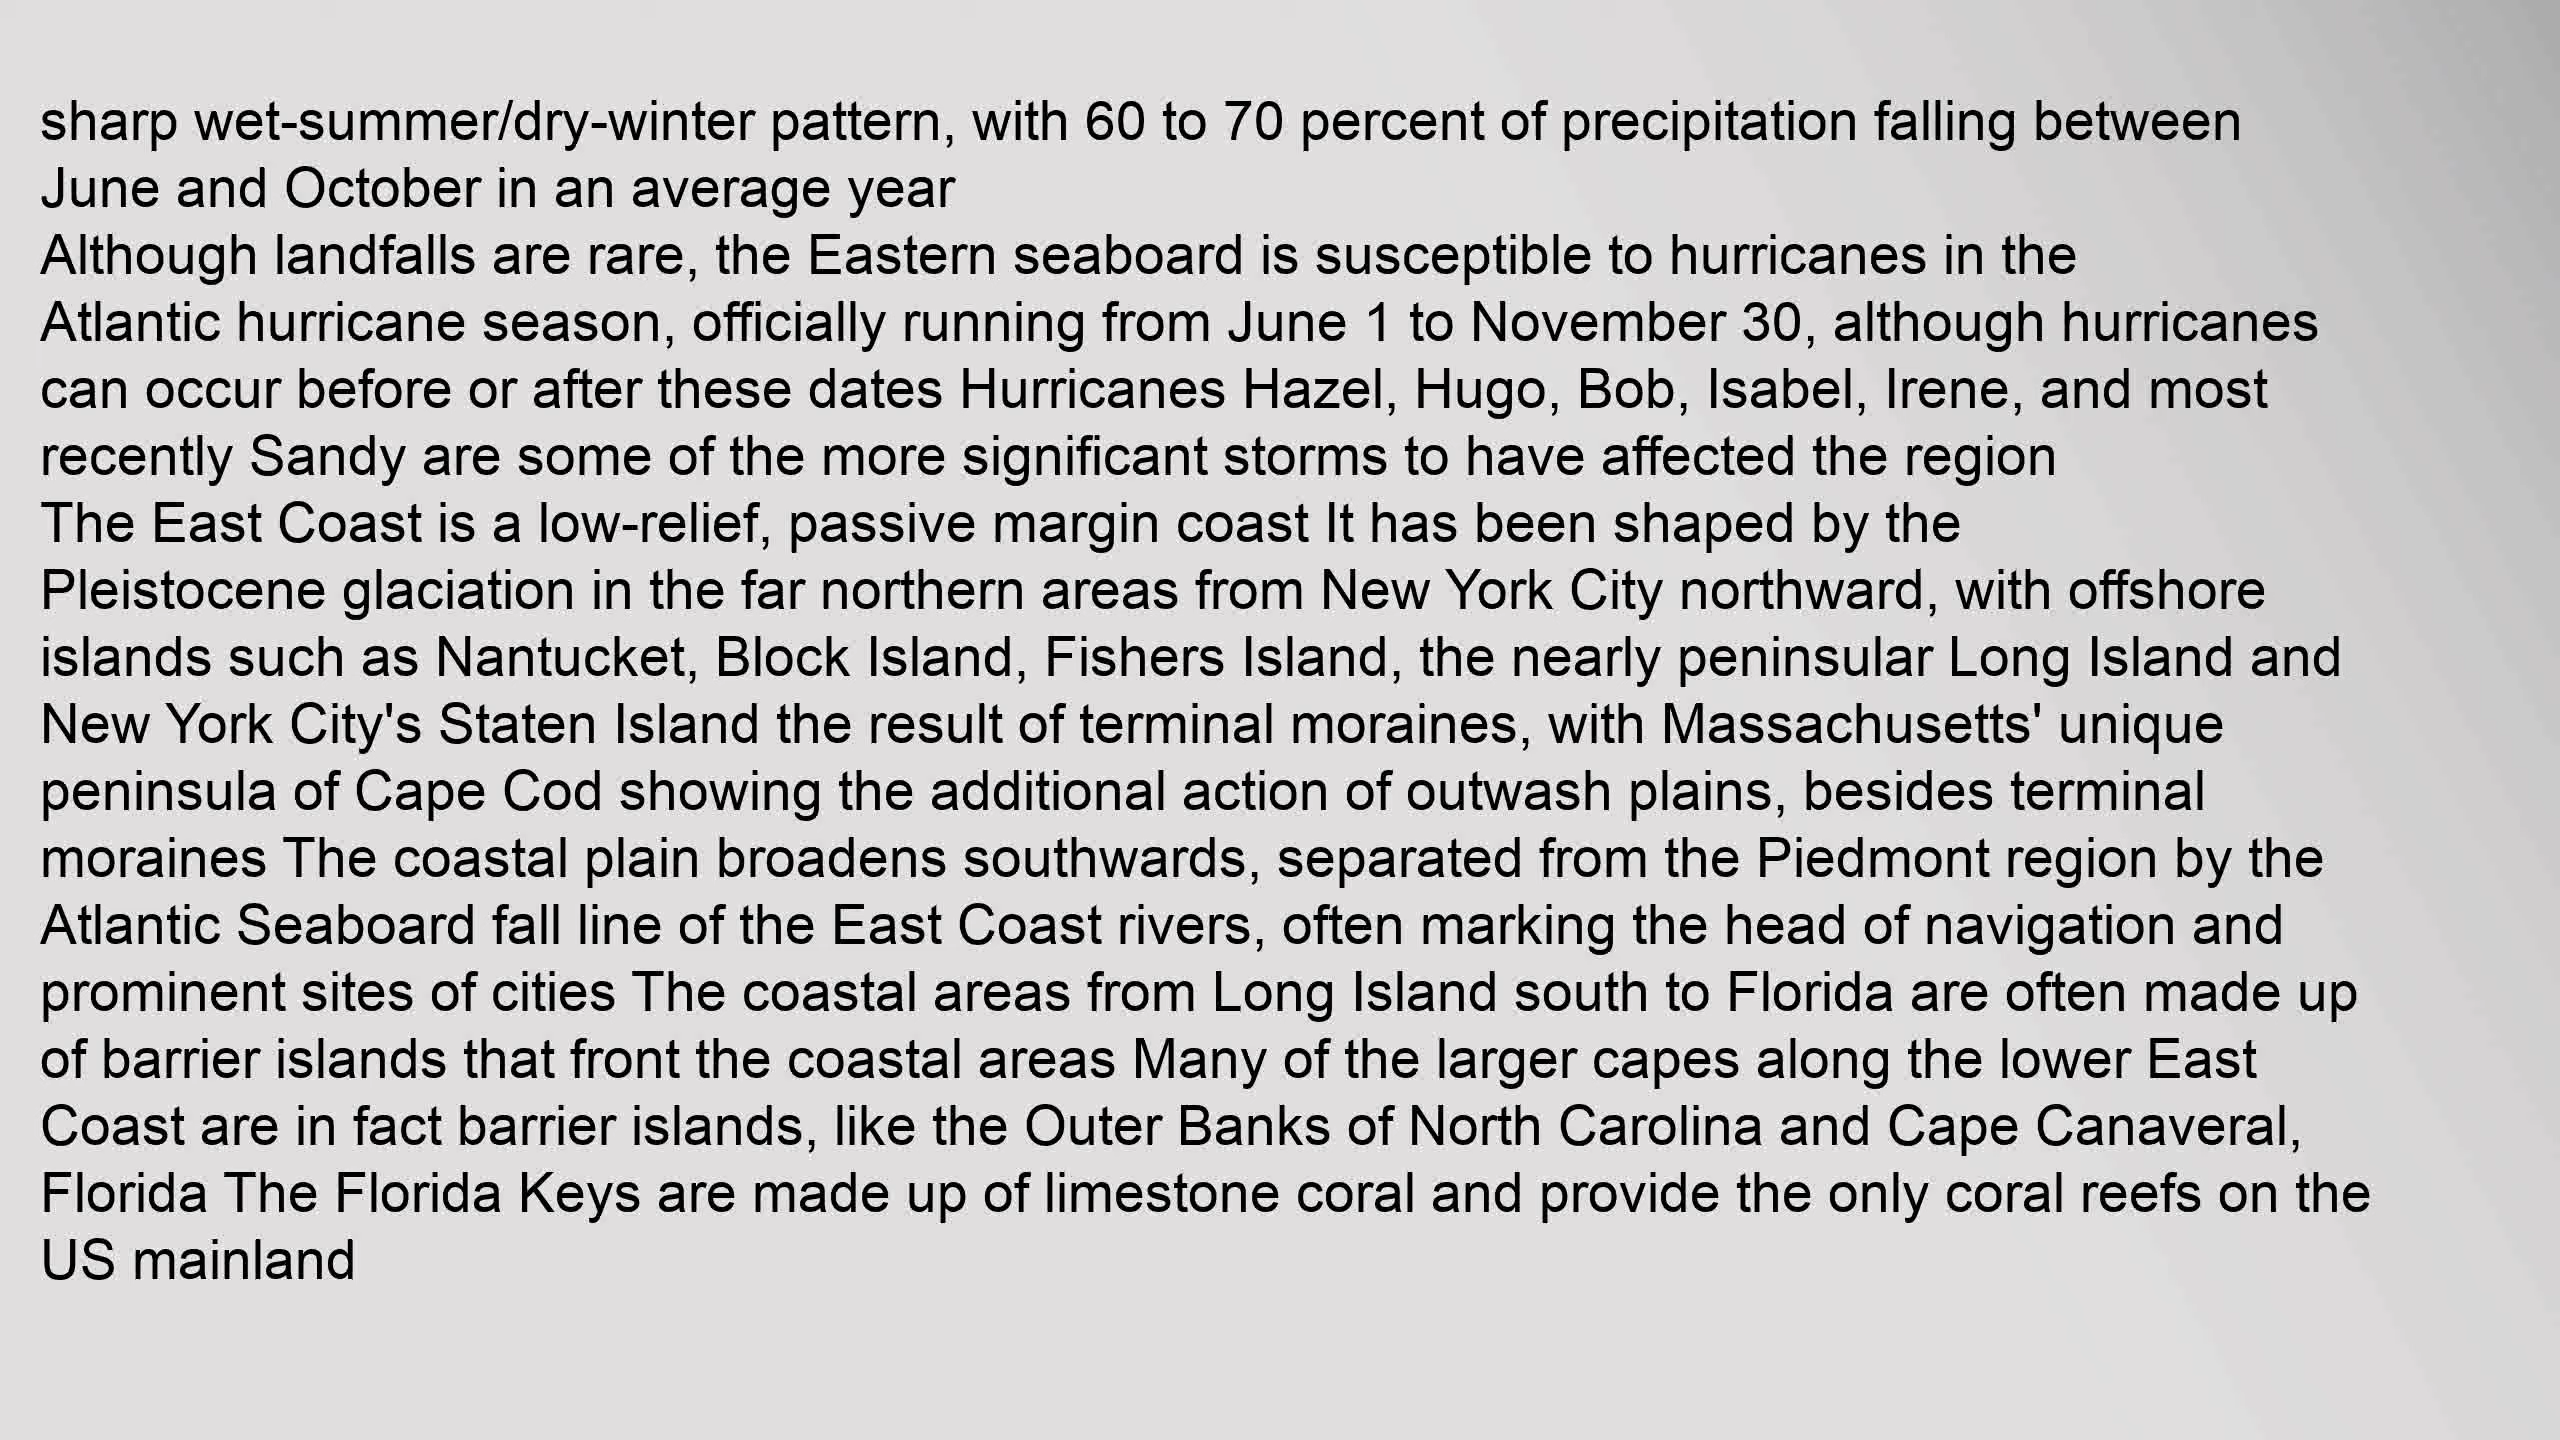 sharp wet-summer/dry-winter pattern, with 60 to 70 percent of precipitation falling between
June and October in an average year
Although landfalls are rare, the Eastern seaboard is susceptible to hurricanes in the
Atlantic hurricane season, officially running from June 1 to November 30, although hurricanes
can occur before or after these dates Hurricanes Hazel, Hugo, Bob, Isabel, Irene, and most
recently Sandy are some of the more significant storms to have affected the region
The East Coast is a low-relief, passive margin coast It has been shaped by the
Pleistocene glaciation in the far northern areas from New York City northward, with offshore
islands such as Nantucket, Block Island, Fishers Island, the nearly peninsular Long Island and
New York City's Staten Island the result of terminal moraines, with Massachusetts' unique
peninsula of Cape Cod showing the additional action of outwash plains, besides terminal
moraines The coastal plain broadens southwards, separated from the Piedmont region by the
Atlantic Seaboard fall line of the East Coast rivers, often marking the head of navigation and
prominent sites of cities The coastal areas from Long Island south to Florida are often made up
of barrier islands that front the coastal areas Many of the larger capes along the lower East
Coast are in fact barrier islands, like the Outer Banks of North Carolina and Cape Canaveral,
Florida The Florida Keys are made up of limestone coral and provide the only coral reefs on the
US mainland